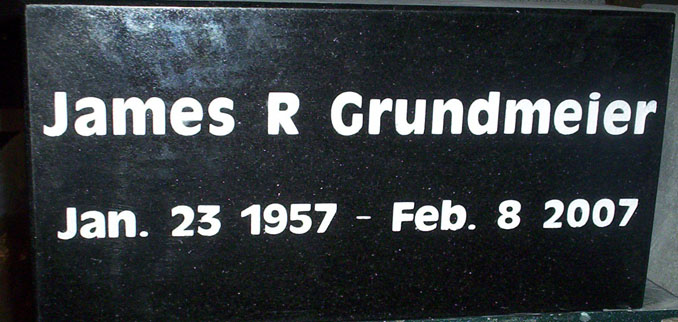 James R Grundmeier
Jan. 23 1957 - Feb. 8 2007